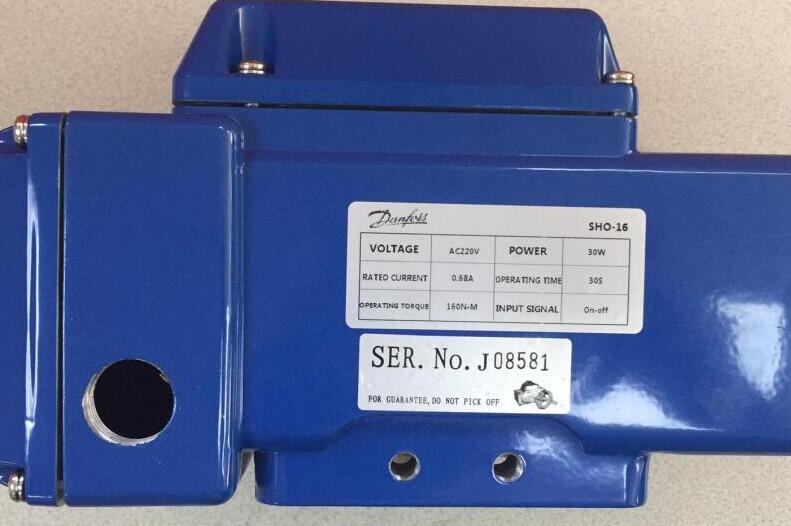 Danfoss SHO-16
VOLTAGE AC220V POWER 30W
RATED CURRENT 0.68A OPERATING TIME 30S
OPERATING TORQUE 160N-M INPUT SIGNAL On-off
SER. No. J08581
FOR GUARANTEE, DO NOT PICK OFF